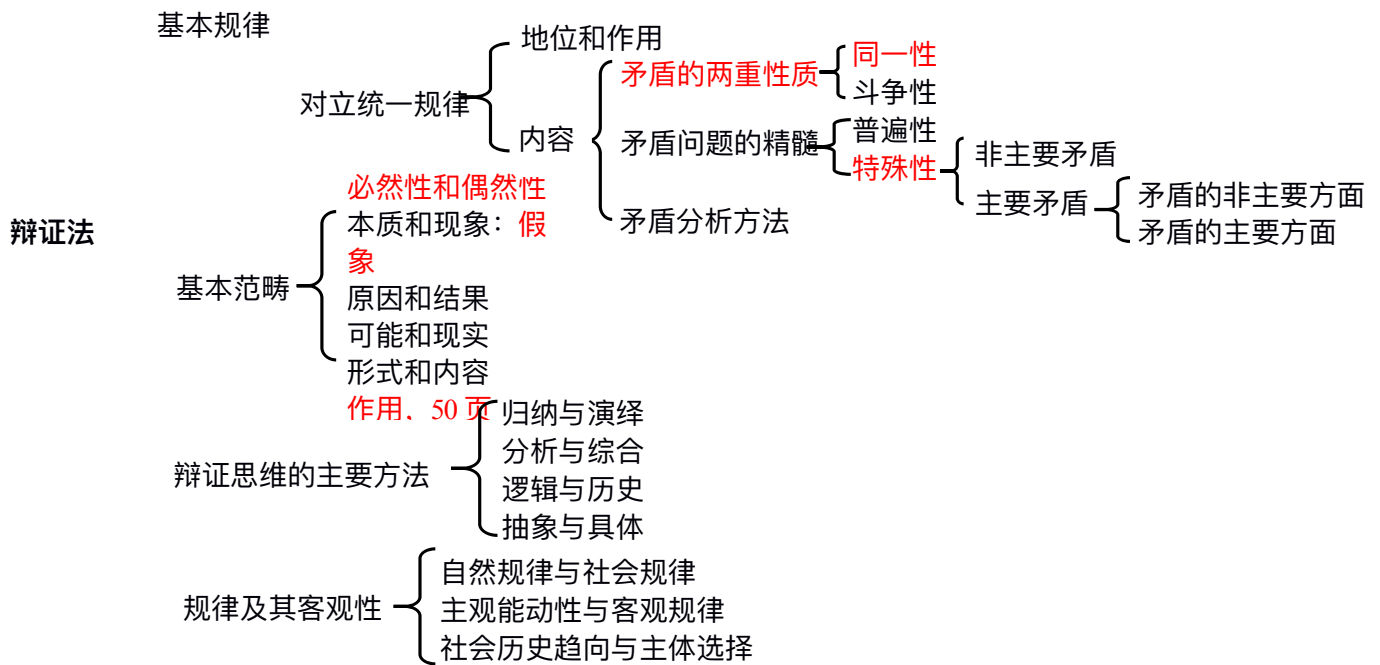 基本规律
地位和作用
同一性
矛盾的两重性质
斗争性
对立统一规律
普遍性
内容
矛盾问题的精髓
非主要矛盾
特殊性
必然性和偶然性
矛盾的非主要方面
主要矛盾
本质和现象：假
矛盾分析方法
矛盾的主要方面
辩证法
象
基本范畴
原因和结果
可能和现实
形式和内容
作用，50 页
归纳与演绎
分析与综合
辩证思维的主要方法
逻辑与历史
抽象与具体
自然规律与社会规律
规律及其客观性
主观能动性与客观规律
社会历史趋向与主体选择